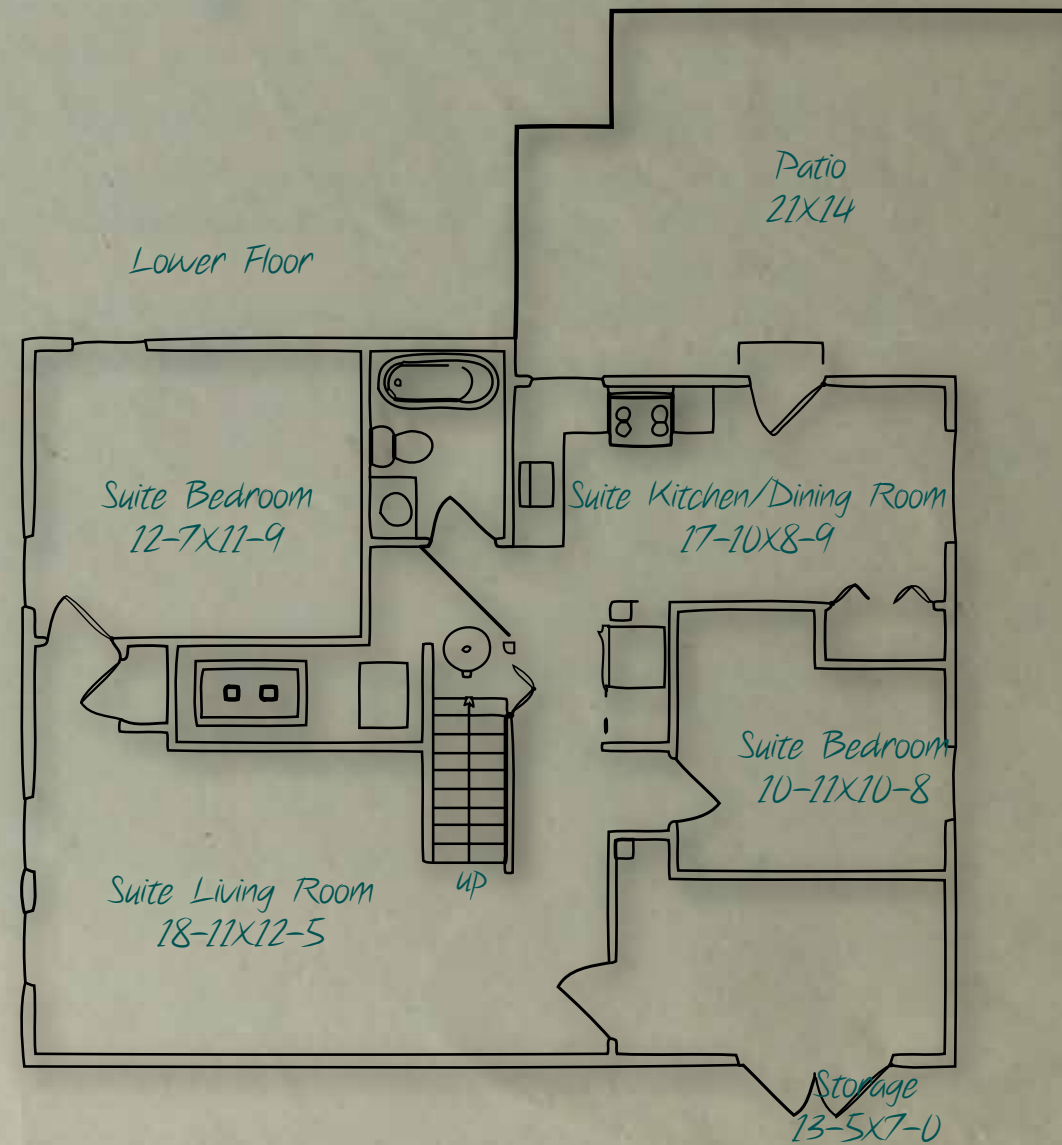 Patio
21X14
Lower Floor
Suite Bedroom
12-7X11-9
Suite Kitchen/Dining Room
17-10X8-9
Suite Bedroom
10-11X10-8
Suite Living Room
18-11X12-5
up
Storage
13-5X7-0